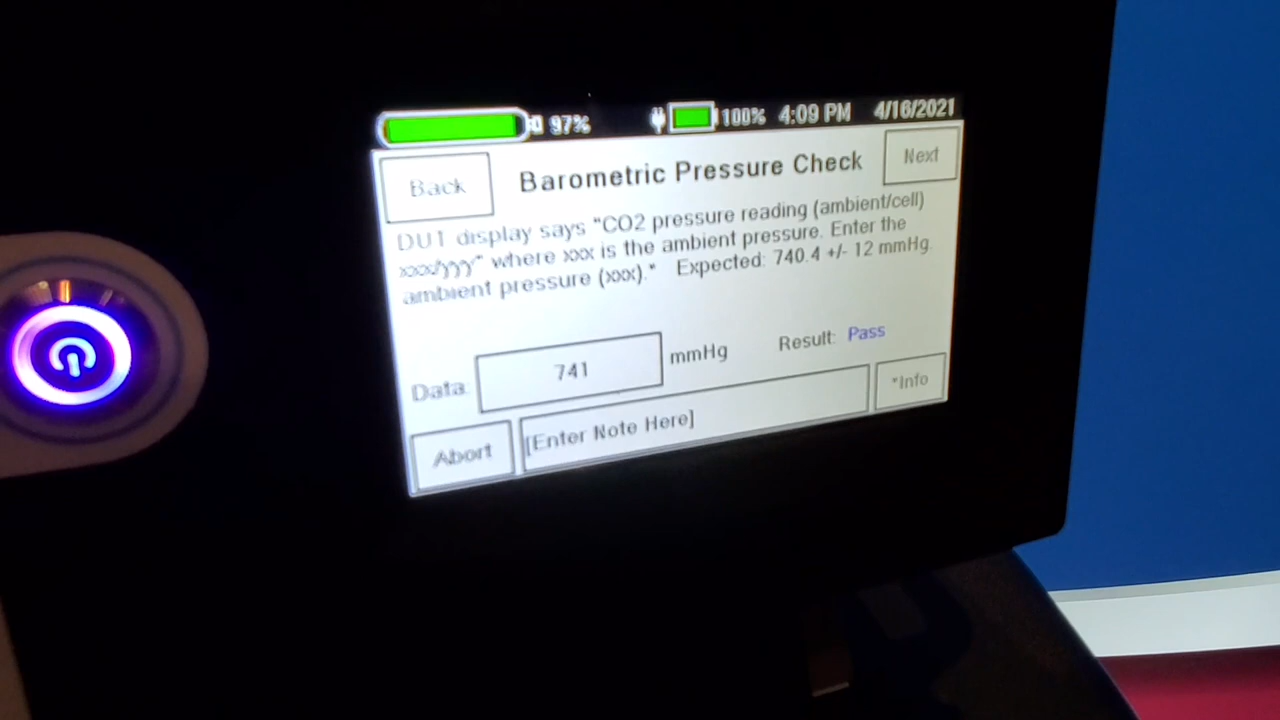 97% 100% 4:09 PM 4/16/2021
Back Barometric Pressure Check Next
DUT display says "CO2 pressure reading (ambient/cell)
xxx/yyy" where xxx is the ambient pressure. Enter the
ambient pressure (xxx)." Expected: 740.4 +/- 12 mmHg.
Data: 741 mmHg Result: Pass
Abort [Enter Note Here] *Info